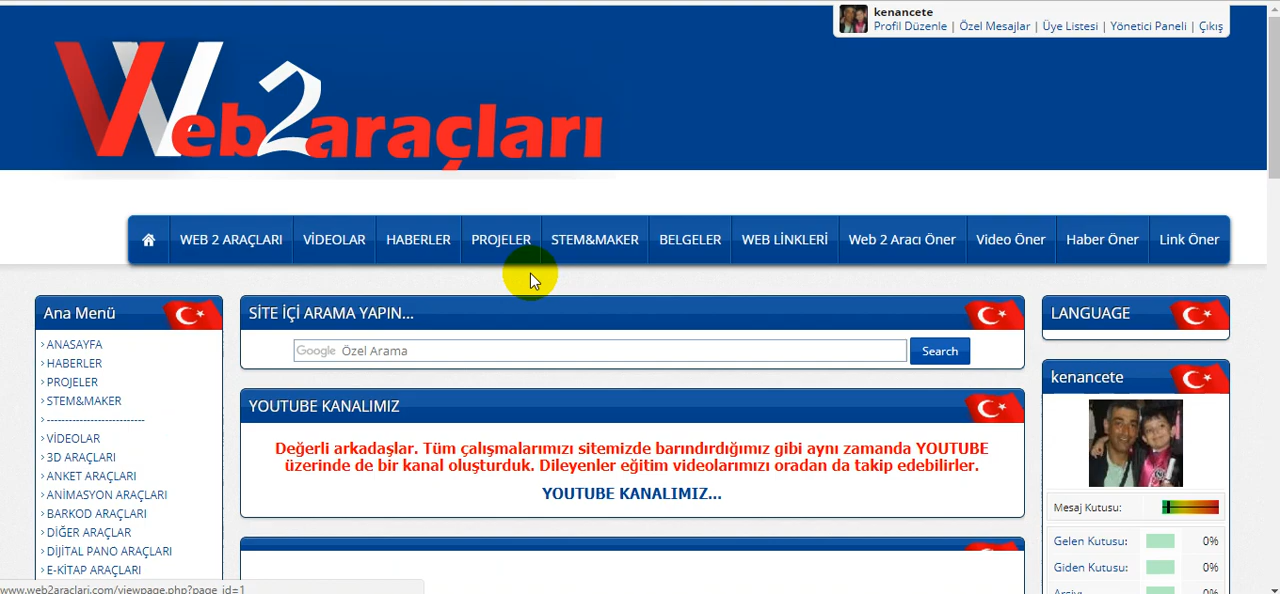 kenancete
Profil Düzenle | Özel Mesajlar | Üye Listesi | Yönetici Paneli | Çıkış
Web2araçları
WEB 2 ARAÇLARI VİDEOLAR HABERLER PROJELER STEM&MAKER BELGELER WEB LİNKLERİ Web 2 Aracı Öner Video Öner Haber Öner Link Öner
Ana Menü
› ANASAYFA
› HABERLER
› PROJELER
› STEM&MAKER
› --------------------------
› VİDEOLAR
› 3D ARAÇLARI
› ANKET ARAÇLARI
› ANİMASYON ARAÇLARI
› BARKOD ARAÇLARI
› DİĞER ARAÇLAR
› DİJİTAL PANO ARAÇLARI
› E-KİTAP ARAÇLARI
SİTE İÇİ ARAMA YAPIN...
Google Özel Arama Search
YOUTUBE KANALIMIZ
Değerli arkadaşlar. Tüm çalışmalarımızı sitemizde barındırdığımız gibi aynı zamanda YOUTUBE
üzerinde de bir kanal oluşturduk. Dileyenler eğitim videolarımızı oradan da takip edebilirler.
YOUTUBE KANALIMIZ...
LANGUAGE
kenancete
Mesaj Kutusu:
Gelen Kutusu: 0%
Giden Kutusu: 0%
Arşiv: 0%
www.web2araclari.com/viewpage.php?page_id=1